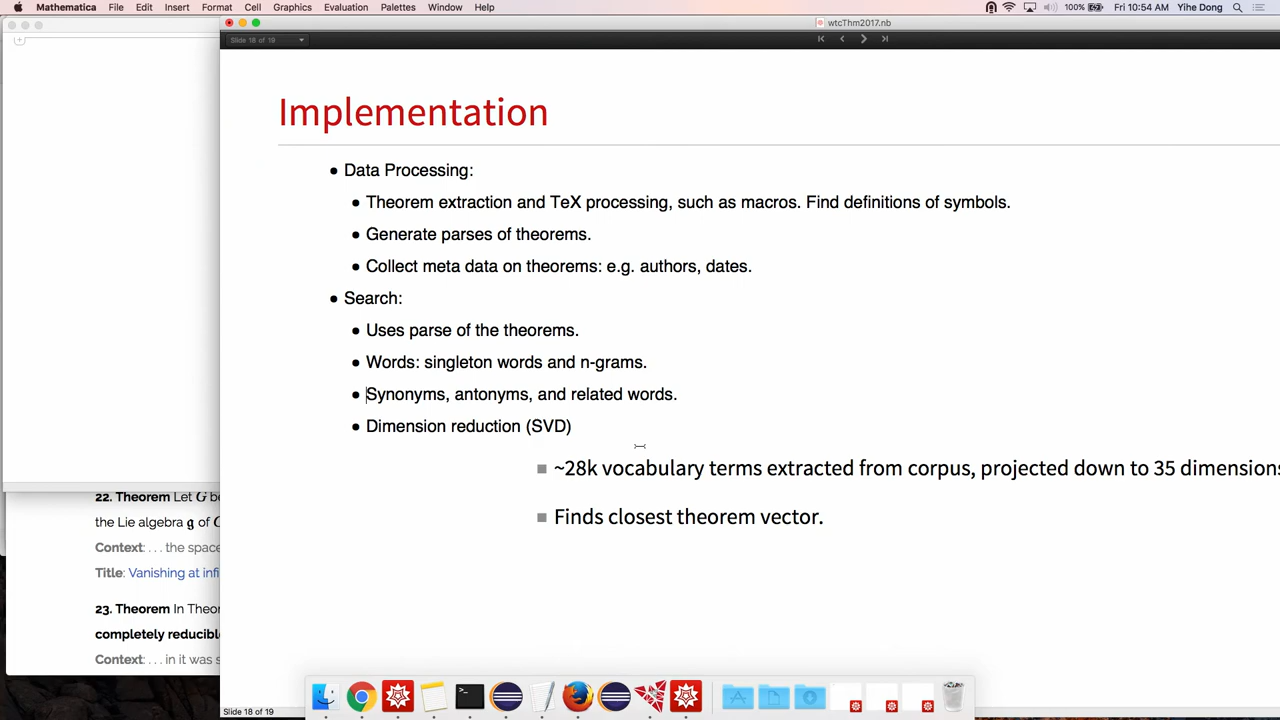 Mathematica File Edit Insert Format Cell Graphics Evaluation Palettes Window Help 100% Fri 10:54 AM Yihe Dong
wtcThm2017.nb
Slide 18 of 19
Implementation
• Data Processing:
• Theorem extraction and TeX processing, such as macros. Find definitions of symbols.
• Generate parses of theorems.
• Collect meta data on theorems: e.g. authors, dates.
• Search:
• Uses parse of the theorems.
• Words: singleton words and n-grams.
• Synonyms, antonyms, and related words.
• Dimension reduction (SVD)
■ ~28k vocabulary terms extracted from corpus, projected down to 35 dimensions
■ Finds closest theorem vector.
22. Theorem Let G be
the Lie algebra g of
Context: . . . the space
Title: Vanishing at infi
23. Theorem In Theor
completely reducible
Context: . . . in it was s
Slide 18 of 19